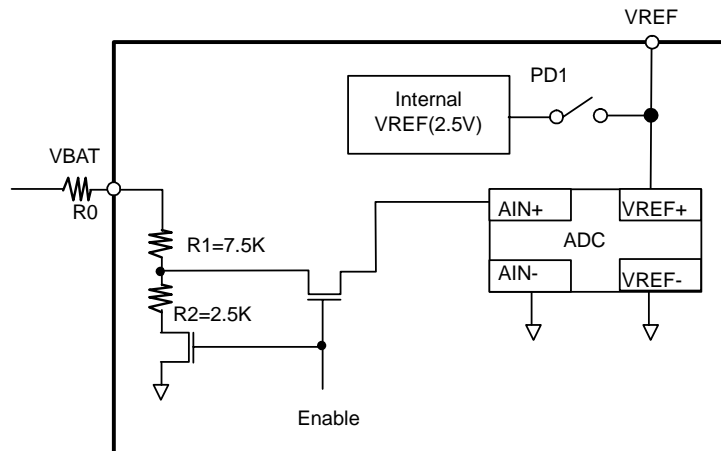 VREF
PD1
Internal
VREF(2.5V)
VBAT
R0
R1=7.5K
AIN+
VREF+
ADC
AIN-
VREF-
R2=2.5K
Enable